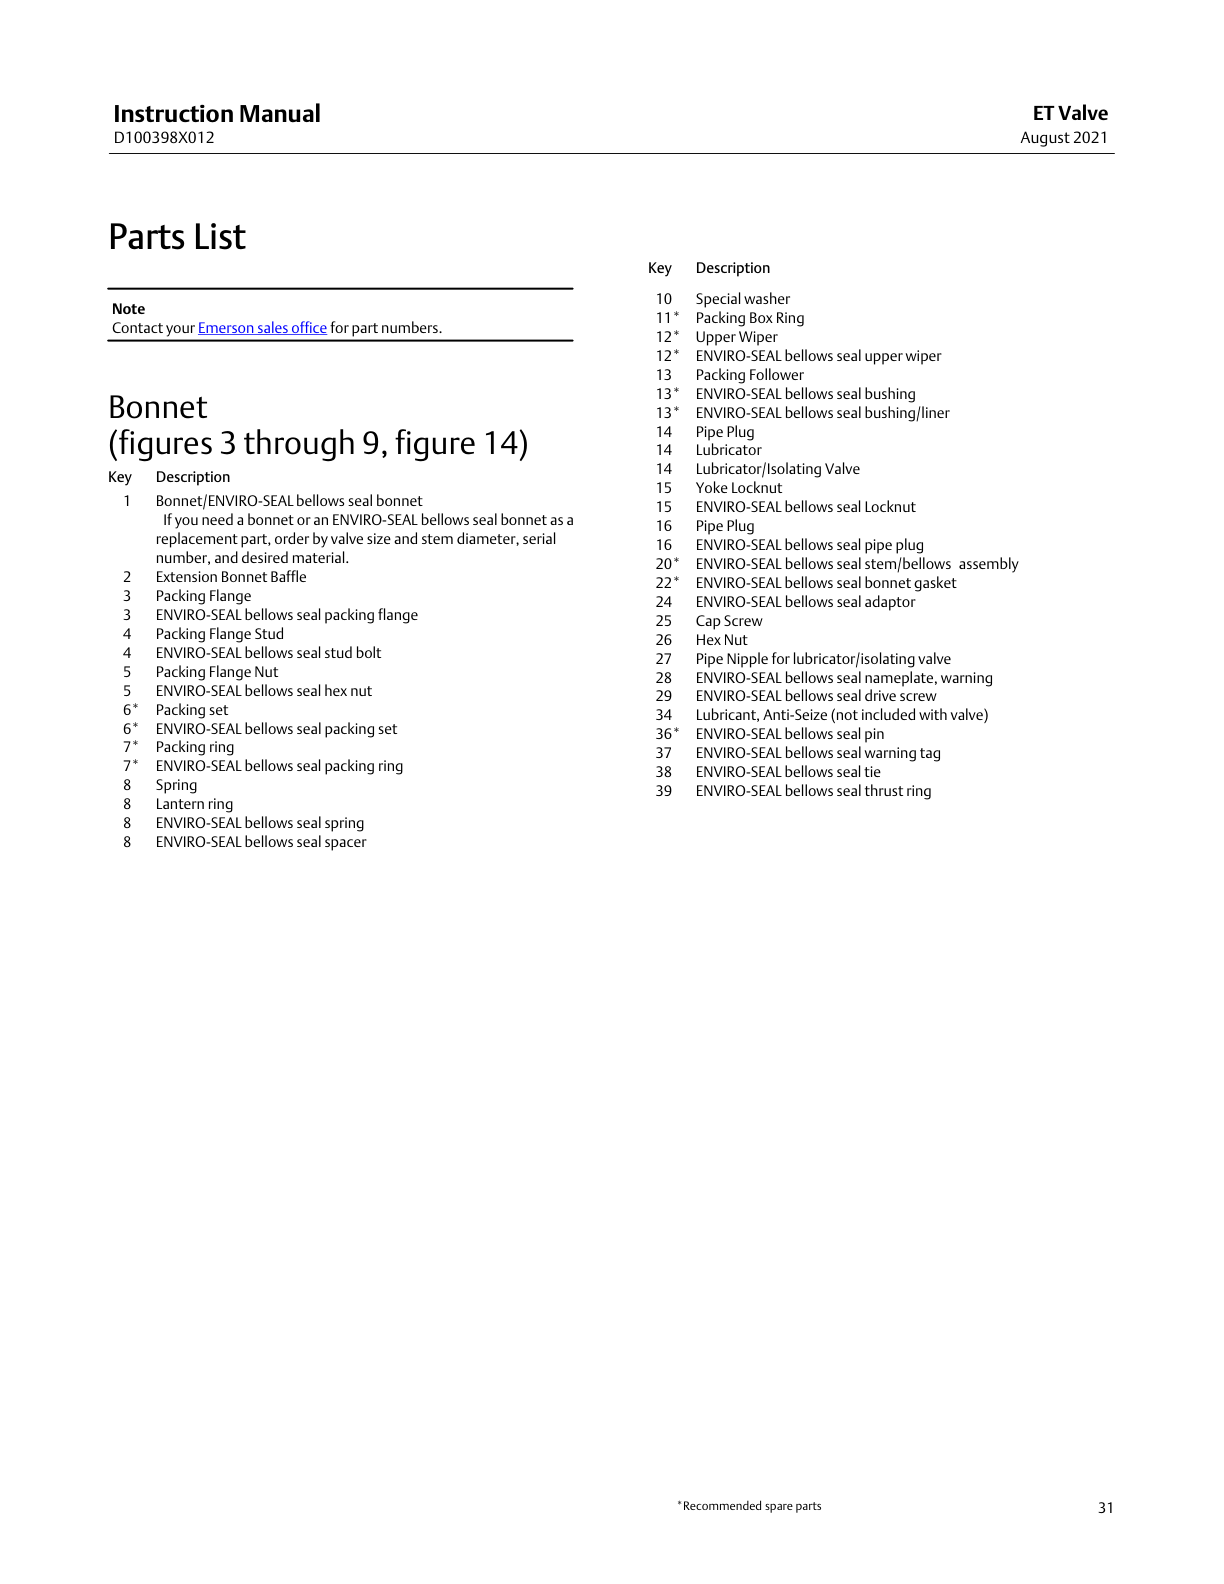 Instruction Manual
D100398X012
ET Valve
August 2021
Parts List
Note
Contact your Emerson sales office for part numbers.
Bonnet
(figures 3 through 9, figure 14)
Key Description
1 Bonnet/ENVIRO-SEAL bellows seal bonnet
If you need a bonnet or an ENVIRO-SEAL bellows seal bonnet as a
replacement part, order by valve size and stem diameter, serial
number, and desired material.
2 Extension Bonnet Baffle
3 Packing Flange
3 ENVIRO-SEAL bellows seal packing flange
4 Packing Flange Stud
4 ENVIRO-SEAL bellows seal stud bolt
5 Packing Flange Nut
5 ENVIRO-SEAL bellows seal hex nut
6* Packing set
6* ENVIRO-SEAL bellows seal packing set
7* Packing ring
7* ENVIRO-SEAL bellows seal packing ring
8 Spring
8 Lantern ring
8 ENVIRO-SEAL bellows seal spring
8 ENVIRO-SEAL bellows seal spacer
Key Description
10 Special washer
11* Packing Box Ring
12* Upper Wiper
12* ENVIRO-SEAL bellows seal upper wiper
13 Packing Follower
13* ENVIRO-SEAL bellows seal bushing
13* ENVIRO-SEAL bellows seal bushing/liner
14 Pipe Plug
14 Lubricator
14 Lubricator/Isolating Valve
15 Yoke Locknut
15 ENVIRO-SEAL bellows seal Locknut
16 Pipe Plug
16 ENVIRO-SEAL bellows seal pipe plug
20* ENVIRO-SEAL bellows seal stem/bellows assembly
22* ENVIRO-SEAL bellows seal bonnet gasket
24 ENVIRO-SEAL bellows seal adaptor
25 Cap Screw
26 Hex Nut
27 Pipe Nipple for lubricator/isolating valve
28 ENVIRO-SEAL bellows seal nameplate, warning
29 ENVIRO-SEAL bellows seal drive screw
34 Lubricant, Anti-Seize (not included with valve)
36* ENVIRO-SEAL bellows seal pin
37 ENVIRO-SEAL bellows seal warning tag
38 ENVIRO-SEAL bellows seal tie
39 ENVIRO-SEAL bellows seal thrust ring
*Recommended spare parts
31